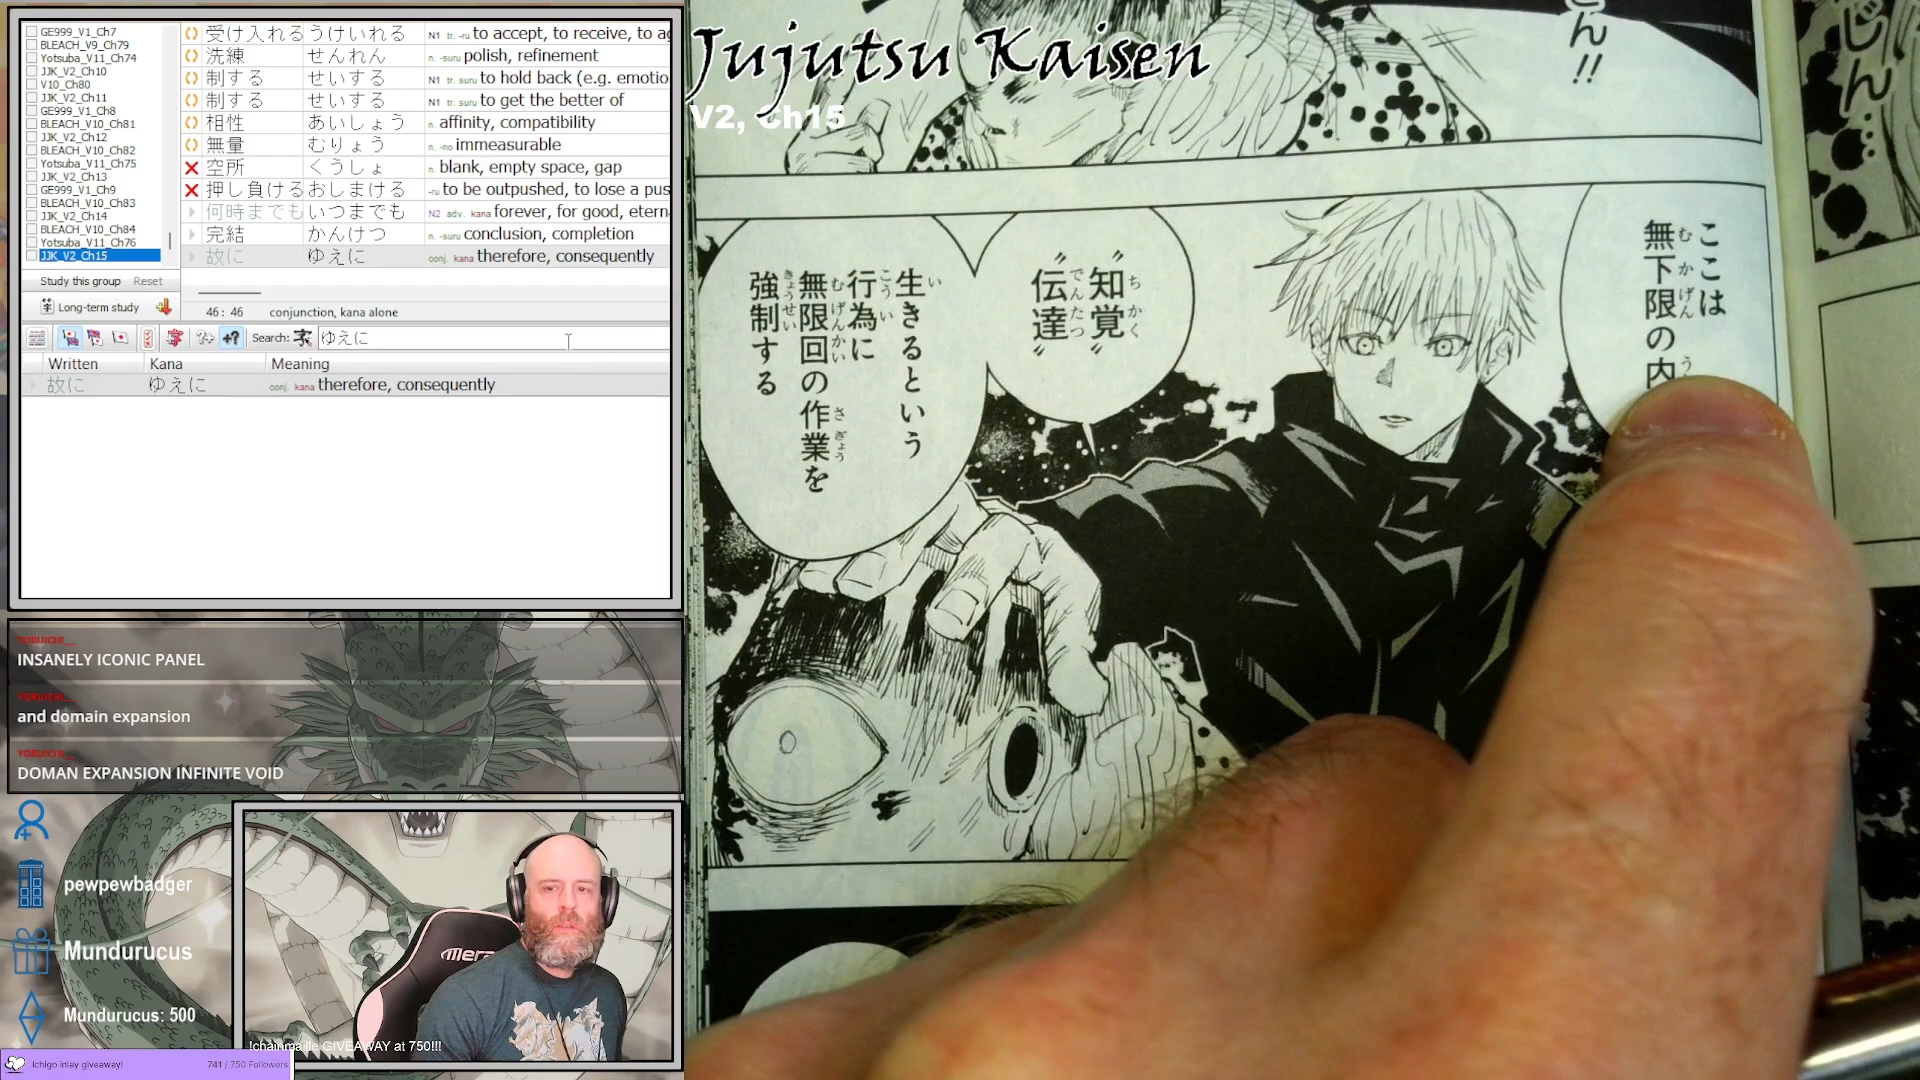 GE999_V1_Ch7
BLEACH_V9_Ch79
Yotsuba_V11_Ch74
JJK_V2_Ch10
V10_Ch80
JJK_V2_Ch11
GE999_V1_Ch8
BLEACH_V10_Ch81
JJK_V2_Ch12
BLEACH_V10_Ch82
Yotsuba_V11_Ch75
JJK_V2_Ch13
GE999_V1_Ch9
BLEACH_V10_Ch83
JJK_V2_Ch14
BLEACH_V10_Ch84
Yotsuba_V11_Ch76
JJK_V2_Ch15
Study this group Reset
Long-term study
受け入れる うけいれる N1 tr. -ru to accept, to receive, to ag
洗練 せんれん n. -suru polish, refinement
制する せいする N1 tr. suru to hold back (e.g. emotio
制する せいする N1 tr. suru to get the better of
相性 あいしょう n. affinity, compatibility
無量 むりょう n. -no immeasurable
空所 くうしょ n. blank, empty space, gap
押し負ける おしまける -ru to be outpushed, to lose a pus
何時までも いつまでも N2 adv. kana forever, for good, etern
完結 かんけつ n. -suru conclusion, completion
故に ゆえに conj. kana therefore, consequently
46: 46 conjunction, kana alone
Search: 字 ゆえに
Written Kana Meaning
故に ゆえに conj. kana therefore, consequently
INSANELY ICONIC PANEL
and domain expansion
DOMAN EXPANSION INFINITE VOID
pewpewbadger
Mundurucus
Mundurucus: 500
!chainmaille GIVEAWAY at 750!!!
Ichigo inlay giveaway! 741 / 750 Followers
Jujutsu Kaisen
V2, Ch15
ん!!
ここは
無下限の内
"知覚"
"伝達"
生きるという
行為に
無限回の作業を
強制する